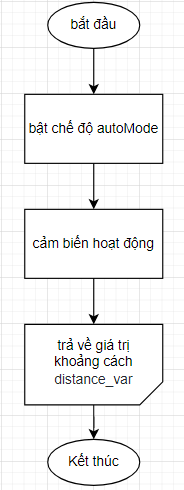 bắt đầu
bật chế độ autoMode
cảm biến hoạt động
trả về giá trị
khoảng cách
distance_var
Kết thúc